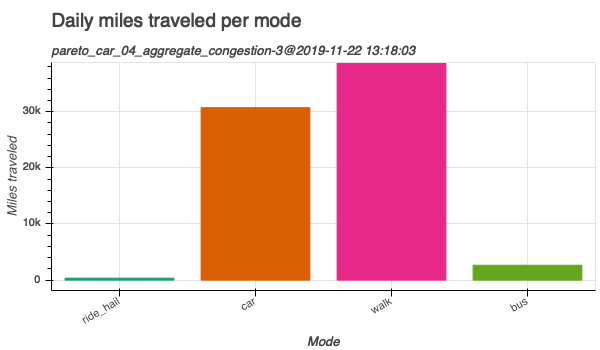 Daily miles traveled per mode
pareto_car_04_aggregate_congestion-3@2019-11-22 13:18:03
Miles traveled
30k
20k
10k
0
ride_hail
car
walk
bus
Mode